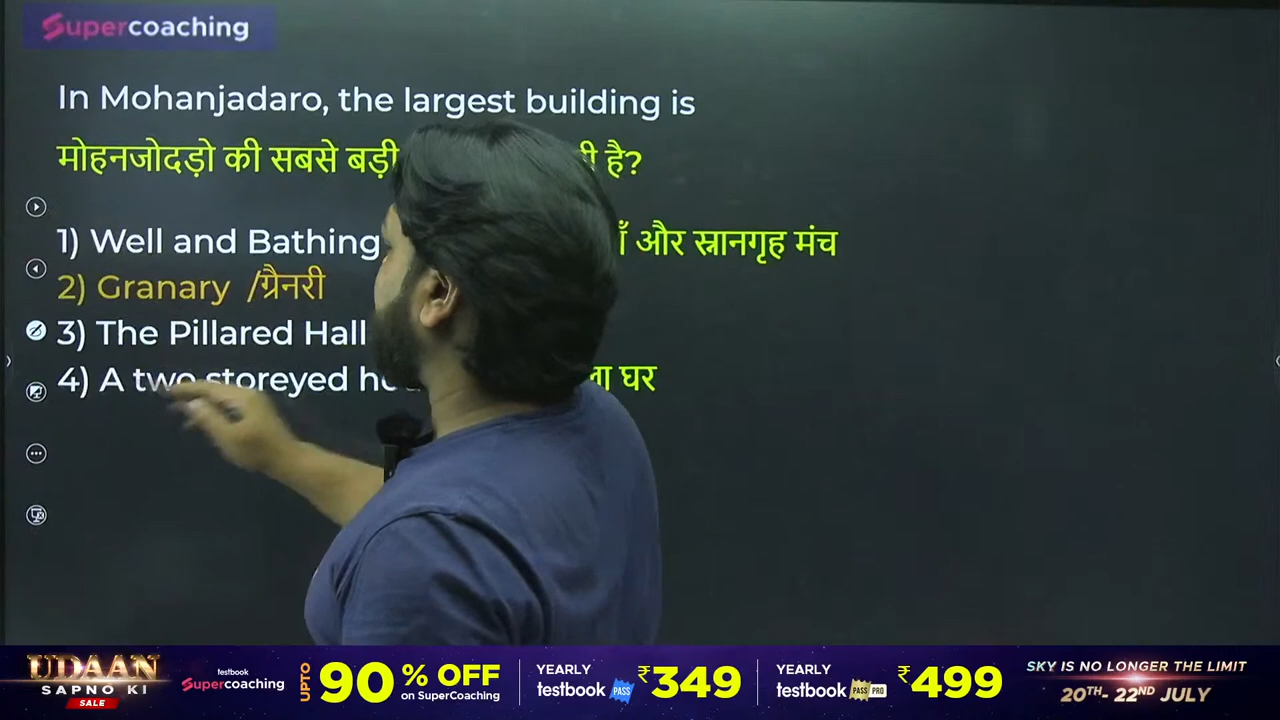 Supercoaching
In Mohanjadaro, the largest building is
मोहनजोदड़ो की सबसे बड़ी है?
1) Well and Bathing और स्नानगृह मंच
2) Granary /ग्रैनरी
3) The Pillared Hall
4) A two storeyed घर
UDAAN
SAPNO KI
SALE
testbook
Supercoaching
UPTO 90 % OFF
on SuperCoaching
YEARLY
testbook PASS ₹349
YEARLY
testbook PASS PRO ₹499
SKY IS NO LONGER THE LIMIT
20TH- 22ND JULY